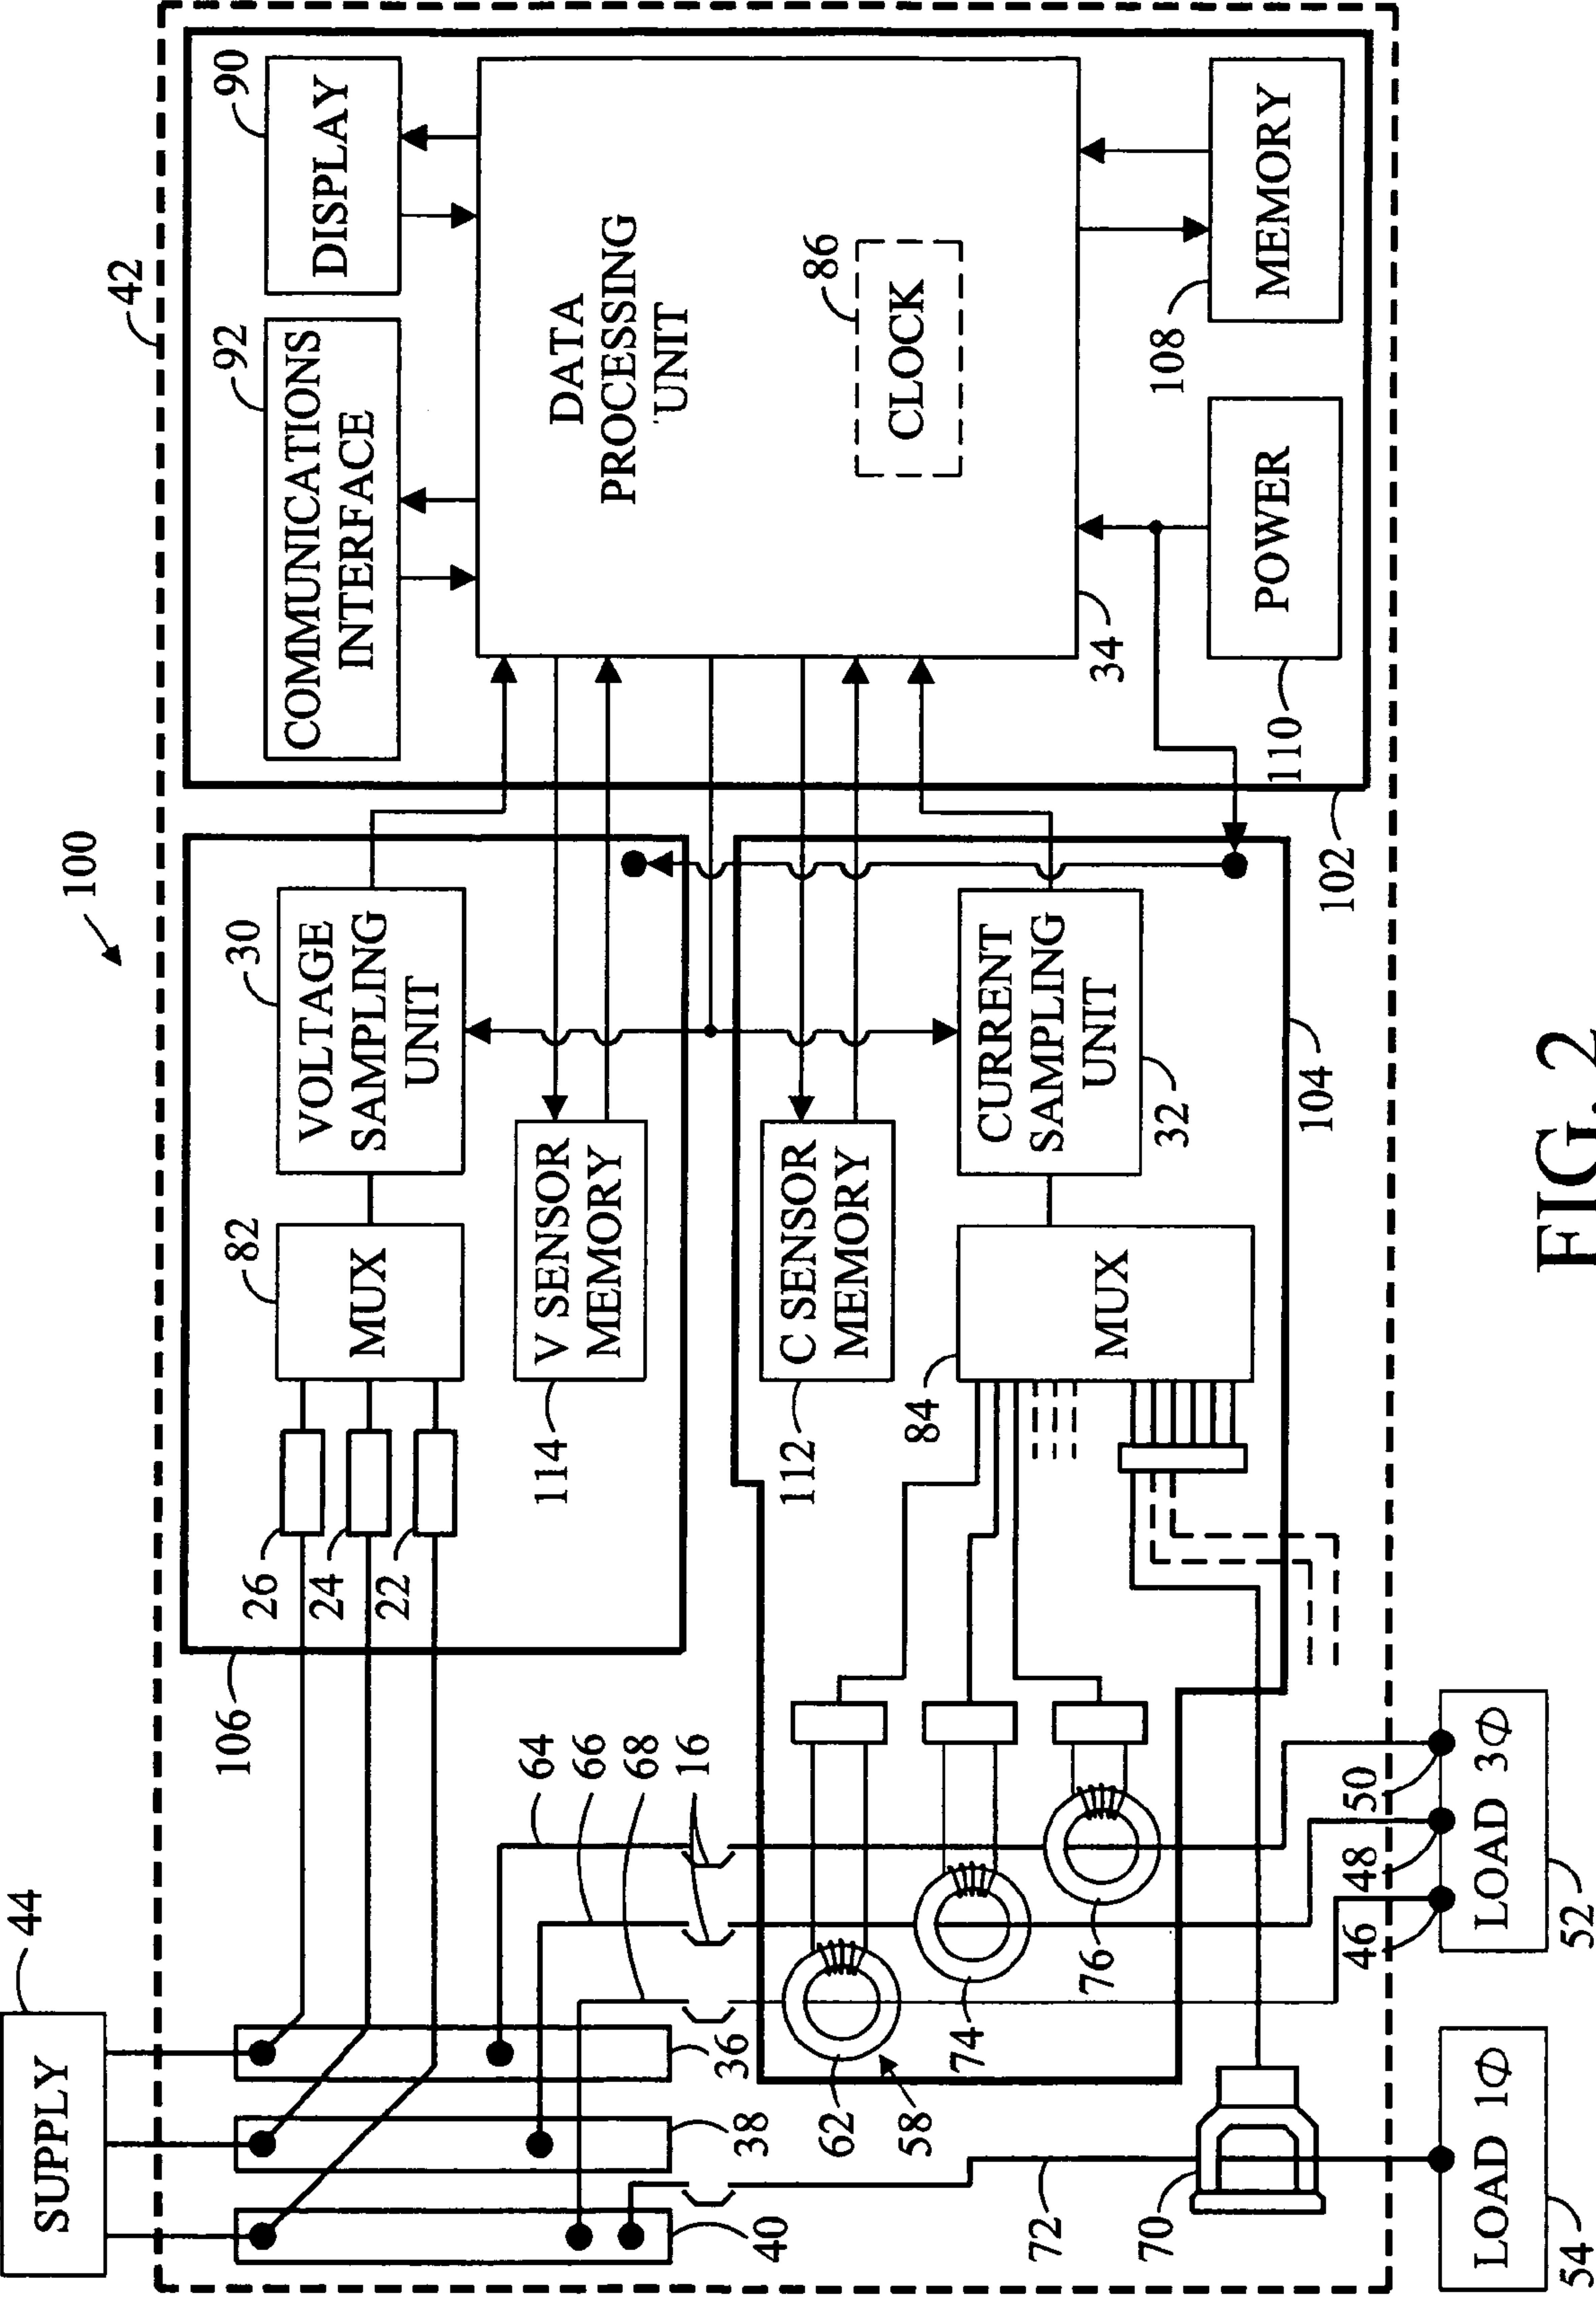 100
42
SUPPLY
44
106
26
24
22
MUX
82
VOLTAGE
SAMPLING
UNIT
30
V SENSOR
MEMORY
114
COMMUNICATIONS
INTERFACE
92
DISPLAY
90
DATA
PROCESSING
UNIT
CLOCK
86
34
POWER
110
MEMORY
108
102
C SENSOR
MEMORY
112
CURRENT
SAMPLING
UNIT
32
MUX
84
104
64
66
68
16
36
38
40
62
58
74
76
72
70
46
48
50
LOAD 3Φ
52
LOAD 1Φ
54
FIG. 2